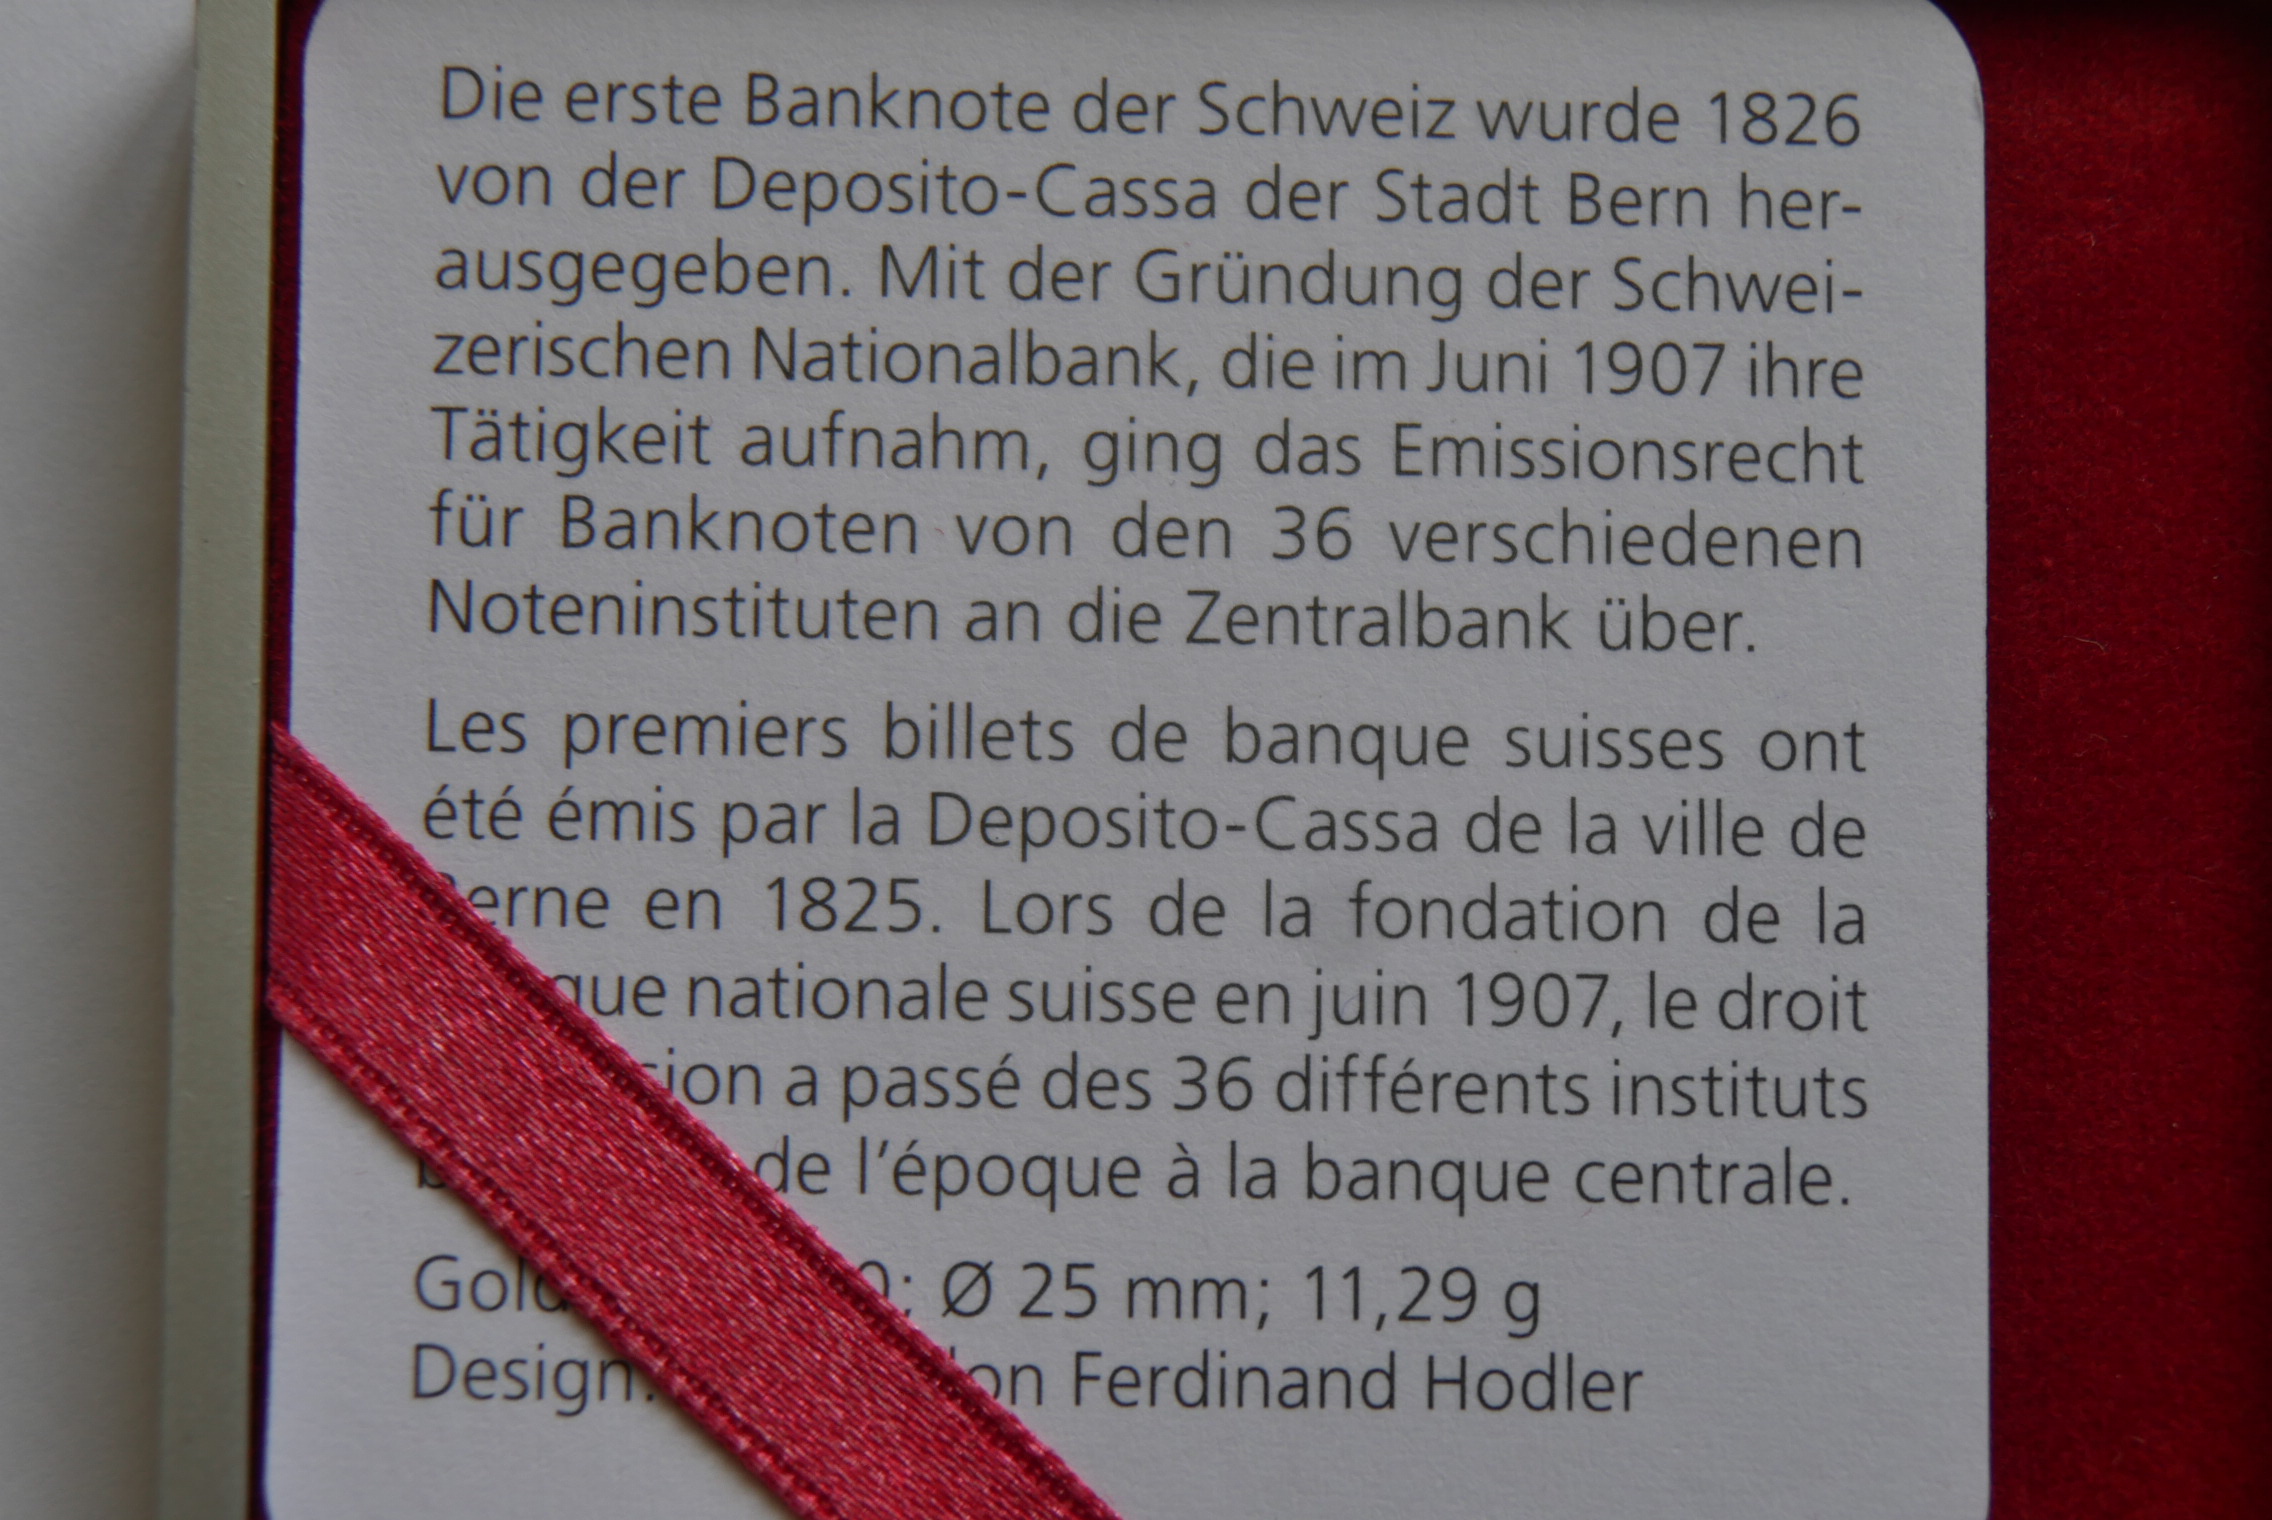 Die erste Banknote der Schweiz wurde 1826
von der Deposito-Cassa der Stadt Bern her-
ausgegeben. Mit der Gründung der Schwei-
zerischen Nationalbank, die im Juni 1907 ihre
Tätigkeit aufnahm, ging das Emissionsrecht
für Banknoten von den 36 verschiedenen
Noteninstituten an die Zentralbank über.
Les premiers billets de banque suisses ont
été émis par la Deposito-Cassa de la ville de
Berne en 1825. Lors de la fondation de la
nationale suisse en juin 1907, le droit
a passé des 36 différents instituts
de l'époque à la banque centrale.
Gold Ø 25 mm; 11,29 g
Design: Ferdinand Hodler